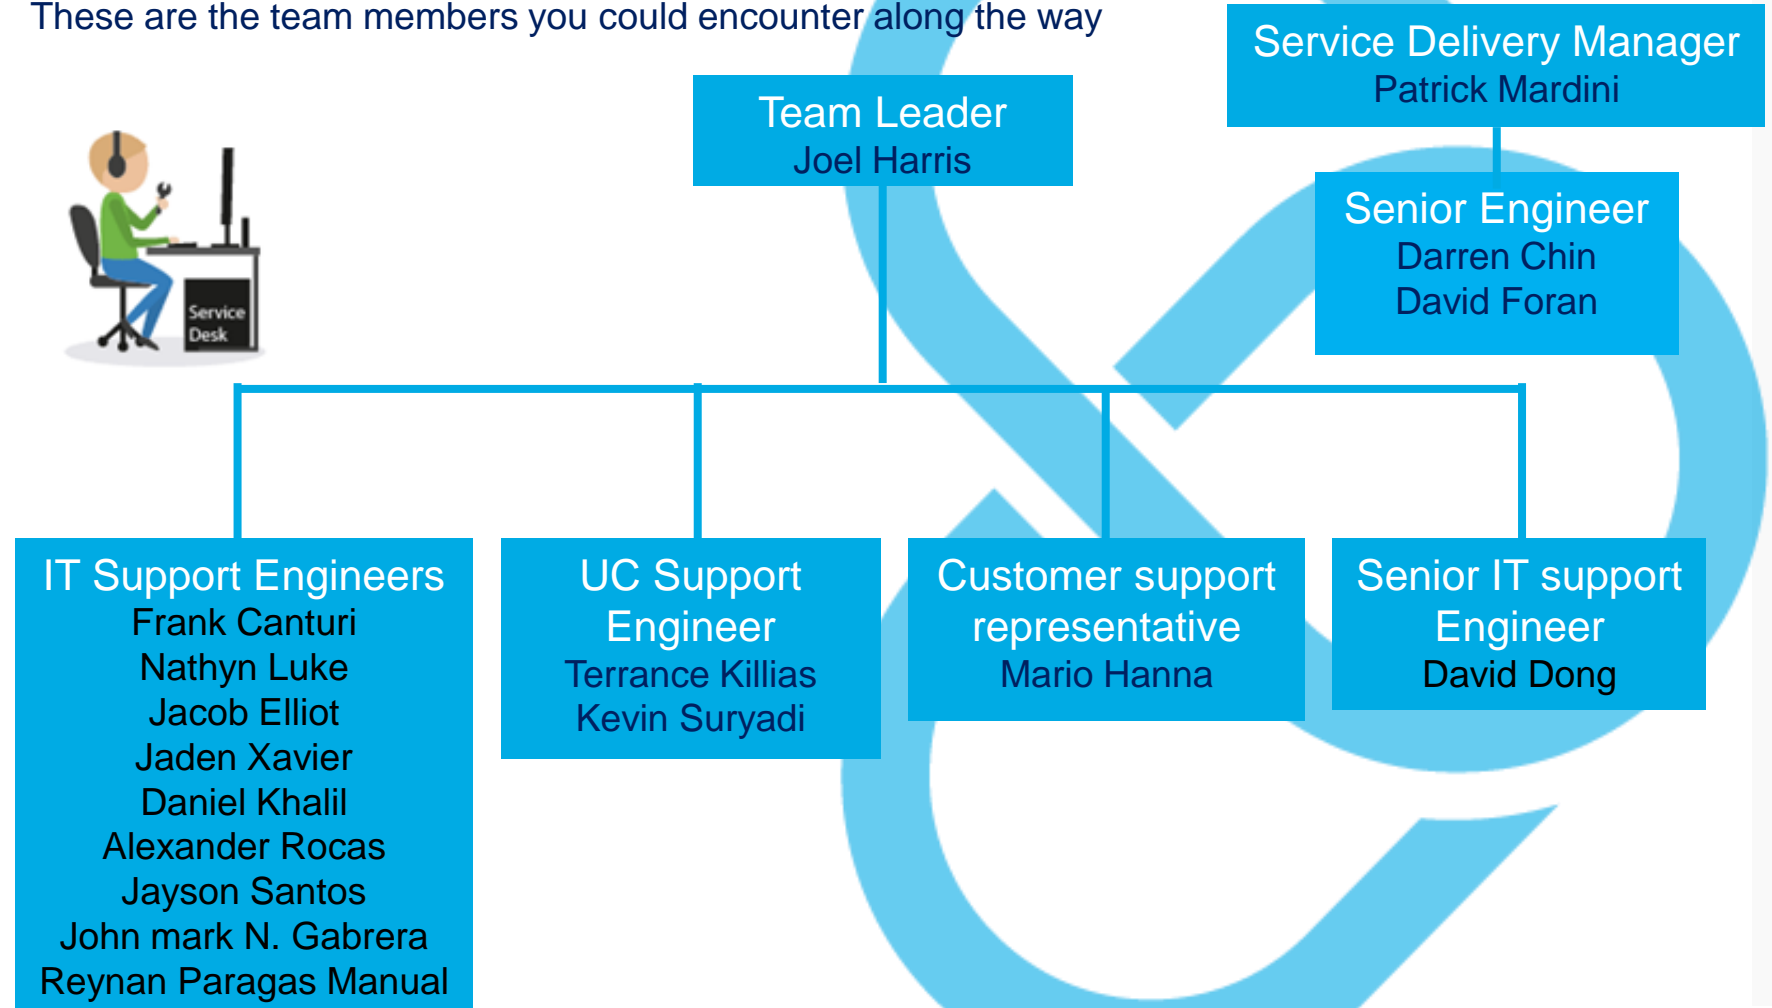 These are the team members you could encounter along the way
Service Delivery Manager
Patrick Mardini
Team Leader
Joel Harris
Senior Engineer
Darren Chin
David Foran
Service
Desk
IT Support Engineers
Frank Canturi
Nathyn Luke
Jacob Elliot
Jaden Xavier
Daniel Khalil
Alexander Rocas
Jayson Santos
John mark N. Gabrera
Reynan Paragas Manual
UC Support
Engineer
Terrance Killias
Kevin Suryadi
Customer support
representative
Mario Hanna
Senior IT support
Engineer
David Dong